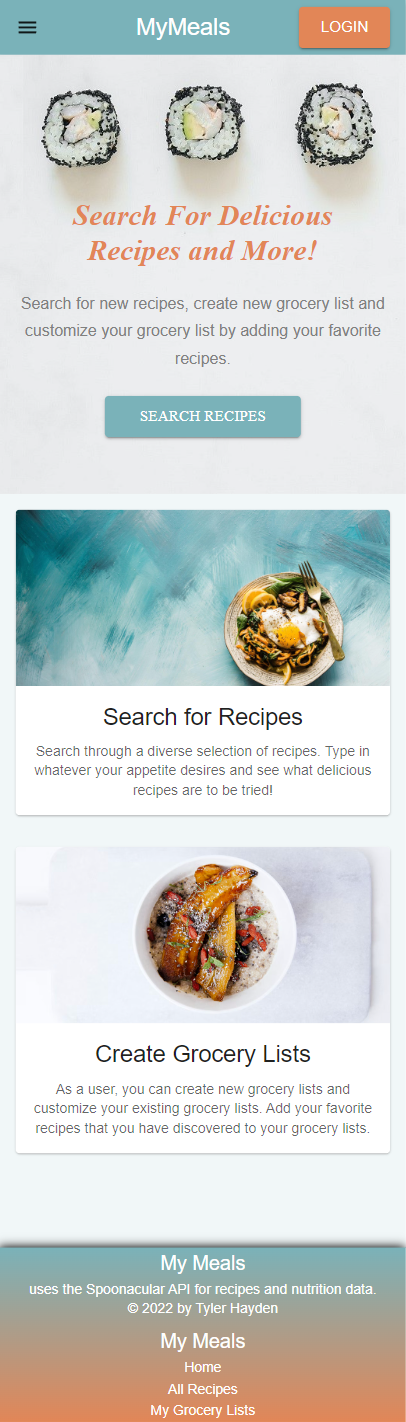 MyMeals
LOGIN
Search For Delicious
Recipes and More!
Search for new recipes, create new grocery list and
customize your grocery list by adding your favorite
recipes.
SEARCH RECIPES
Search for Recipes
Search through a diverse selection of recipes. Type in
whatever your appetite desires and see what delicious
recipes are to be tried!
Create Grocery Lists
As a user, you can create new grocery lists and
customize your existing grocery lists. Add your favorite
recipes that you have discovered to your grocery lists.
My Meals
uses the Spoonacular API for recipes and nutrition data.
© 2022 by Tyler Hayden
My Meals
Home
All Recipes
My Grocery Lists